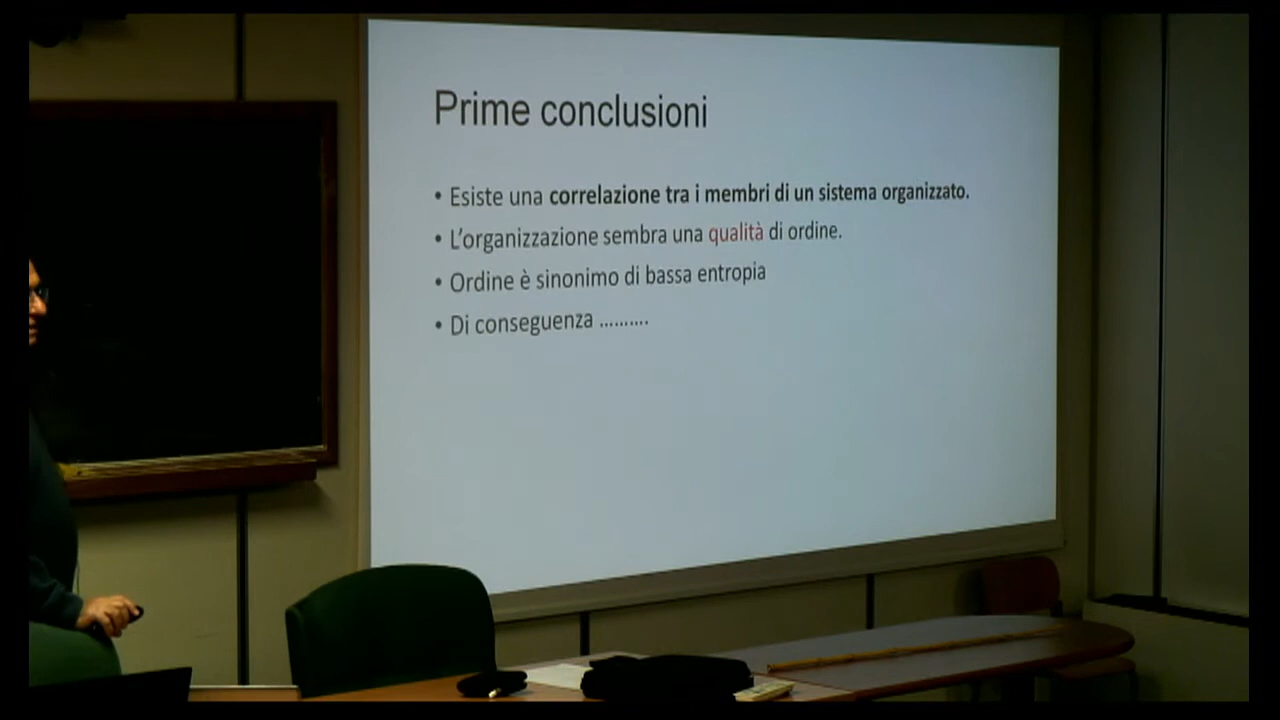 Prime conclusioni
• Esiste una correlazione tra i membri di un sistema organizzato.
• L'organizzazione sembra una qualità di ordine.
• Ordine è sinonimo di bassa entropia
• Di conseguenza ..........